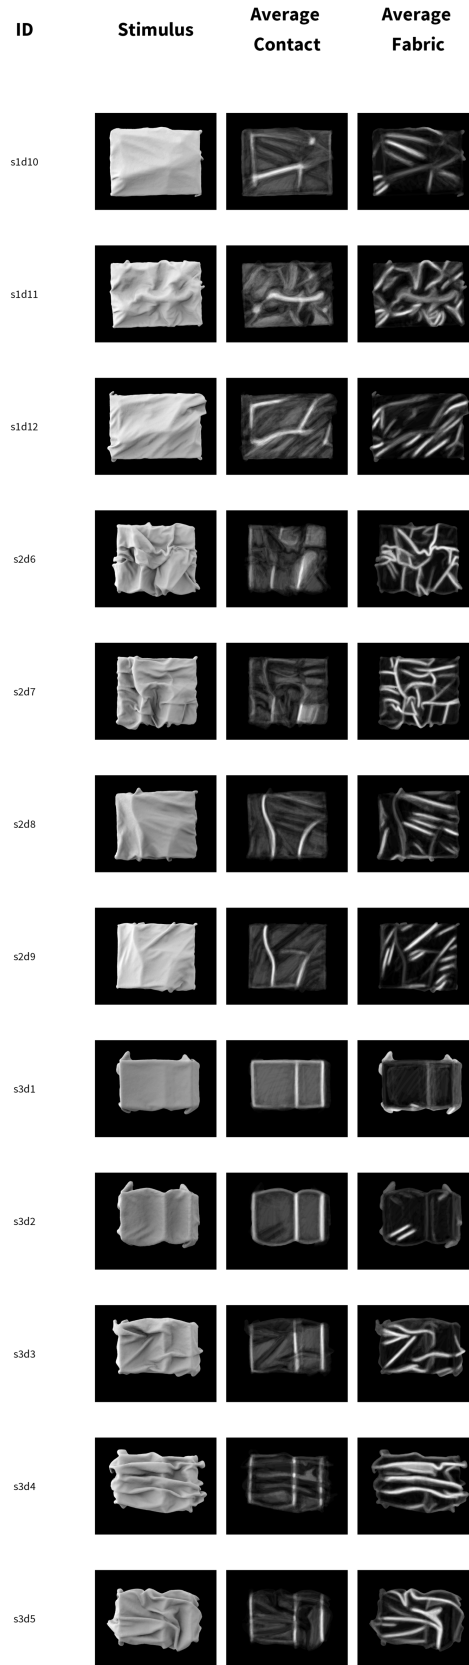 ID Stimulus Average Contact Average Fabric
s1d10
s1d11
s1d12
s2d6
s2d7
s2d8
s2d9
s3d1
s3d2
s3d3
s3d4
s3d5